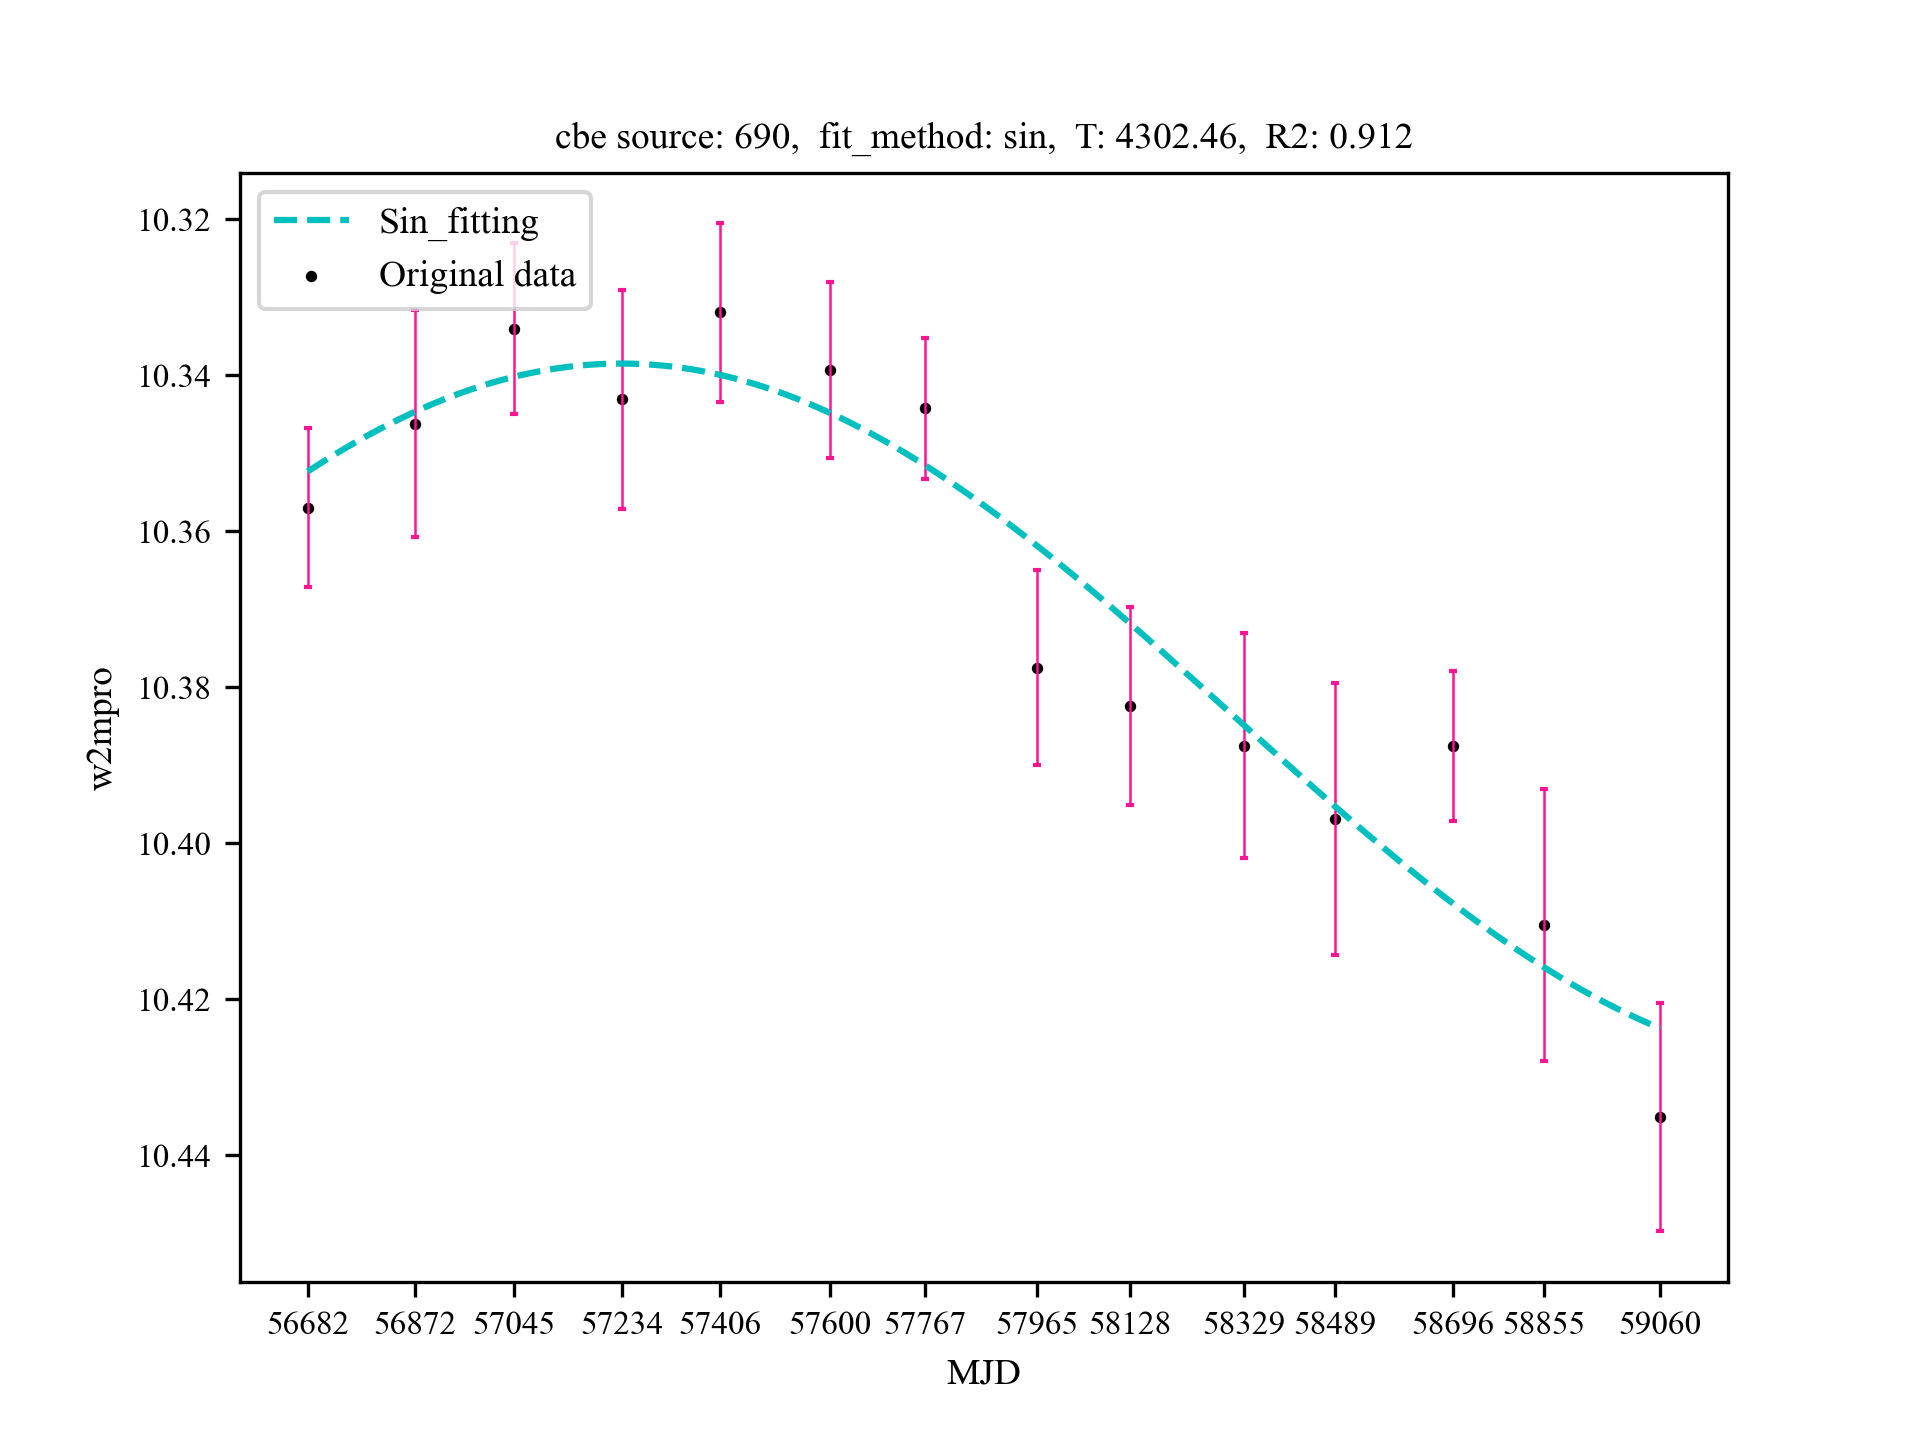 cbe source: 690,  fit_method: sin,  T: 4302.46,  R2: 0.912
Sin_fitting
Original data
10.32
10.34
10.36
10.38
10.40
10.42
10.44
w2mpro
56682 56872 57045 57234 57406 57600 57767 57965 58128 58329 58489 58696 58855 59060
MJD